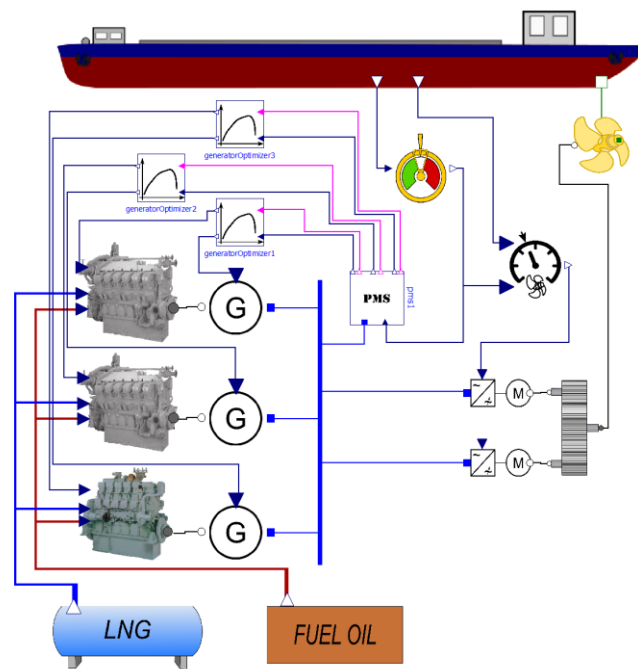 generatorOptimizer3
generatorOptimizer2
generatorOptimizer1
PMS
pms1
G
G
G
M
M
LNG
FUEL OIL